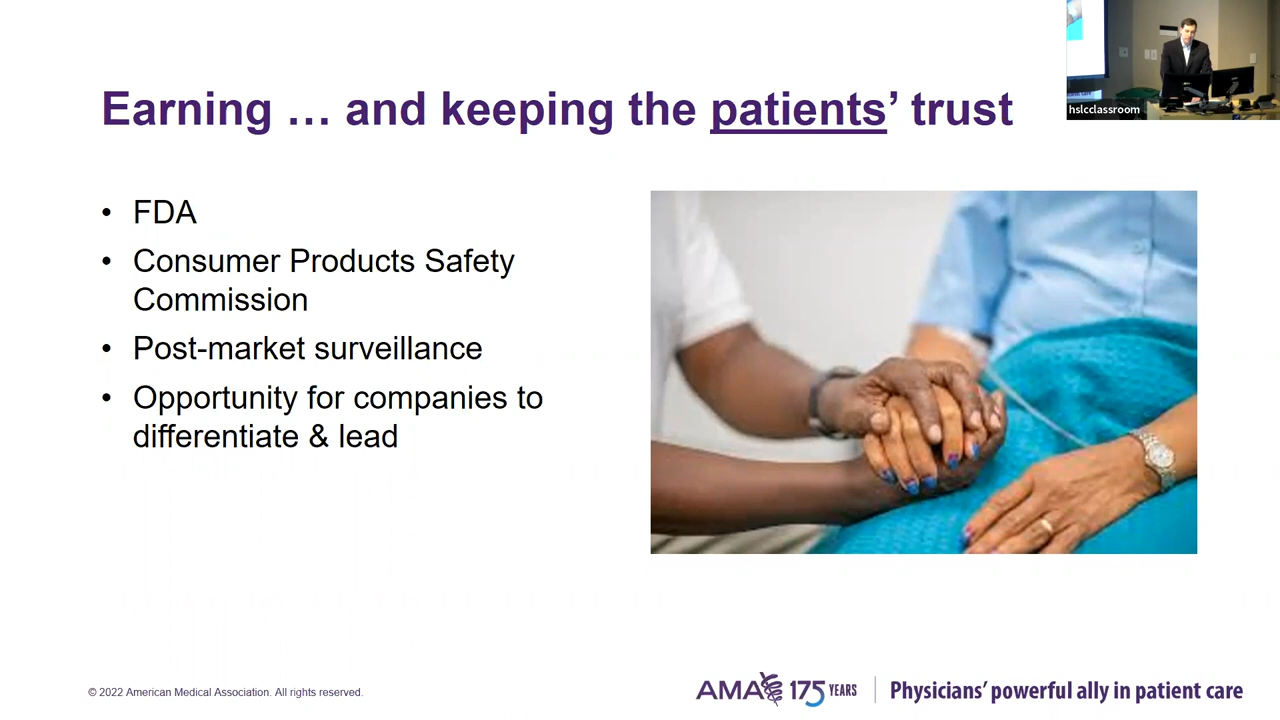 Earning … and keeping the patients’ trust
hslcclassroom
• FDA
• Consumer Products Safety
Commission
• Post-market surveillance
• Opportunity for companies to
differentiate & lead
© 2022 American Medical Association. All rights reserved.
AMA 175 YEARS Physicians’ powerful ally in patient care